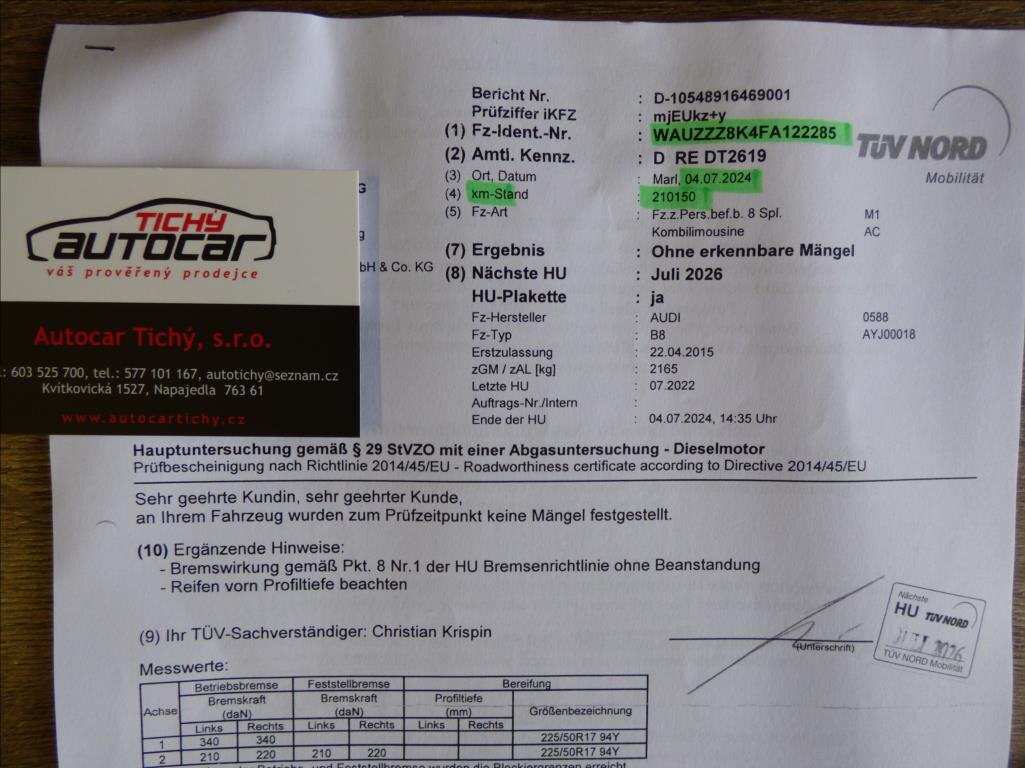 Bericht Nr. : D-10548916469001
Prüfziffer iKFZ : mjEUkz+y
(1) Fz-Ident.-Nr. : WAUZZZ8K4FA122285
(2) Amtl. Kennz. : D RE DT2619
(3) Ort, Datum : Marl, 04.07.2024
(4) xm-Stand : 210150
(5) Fz-Art : Fz.z.Pers.bef.b. 8 Spl. M1
Kombilimousine AC
(7) Ergebnis : Ohne erkennbare Mängel
(8) Nächste HU : Juli 2026
HU-Plakette : ja
Fz-Hersteller : AUDI 0588
Fz-Typ : B8 AYJ00018
Erstzulassung : 22.04.2015
zGM / zAL [kg] : 2165
Letzte HU : 07.2022
Auftrags-Nr./Intern :
Ende der HU : 04.07.2024, 14:35 Uhr
TÜV NORD
Mobilität
G
g
bH & Co. KG
TICHÝ
AUTOCAR
váš prověřený prodejce
Autocar Tichý, s.r.o.
: 603 525 700, tel.: 577 101 167, autotichy@seznam.cz
Kvítkovická 1527, Napajedla 763 61
www.autocartichy.cz
Hauptuntersuchung gemäß § 29 StVZO mit einer Abgasuntersuchung - Dieselmotor
Prüfbescheinigung nach Richtlinie 2014/45/EU - Roadworthiness certificate according to Directive 2014/45/EU
Sehr geehrte Kundin, sehr geehrter Kunde,
an Ihrem Fahrzeug wurden zum Prüfzeitpunkt keine Mängel festgestellt.
(10) Ergänzende Hinweise:
- Bremswirkung gemäß Pkt. 8 Nr.1 der HU Bremsenrichtlinie ohne Beanstandung
- Reifen vorn Profiltiefe beachten
(9) Ihr TÜV-Sachverständiger: Christian Krispin
(Unterschrift)
Nächste
HU TÜV NORD
2026
TÜV NORD Mobilität
Messwerte:
Achse Betriebsbremse Feststellbremse Bereifung
Bremskraft Bremskraft Profiltiefe Größenbezeichnung
(daN) (daN) (mm)
Links Rechts Links Rechts Links Rechts
1 340 340 225/50R17 94Y
2 210 220 210 220 225/50R17 94Y
der Betriebs- und Feststellbremse wurden die Blockiergrenzen erreicht